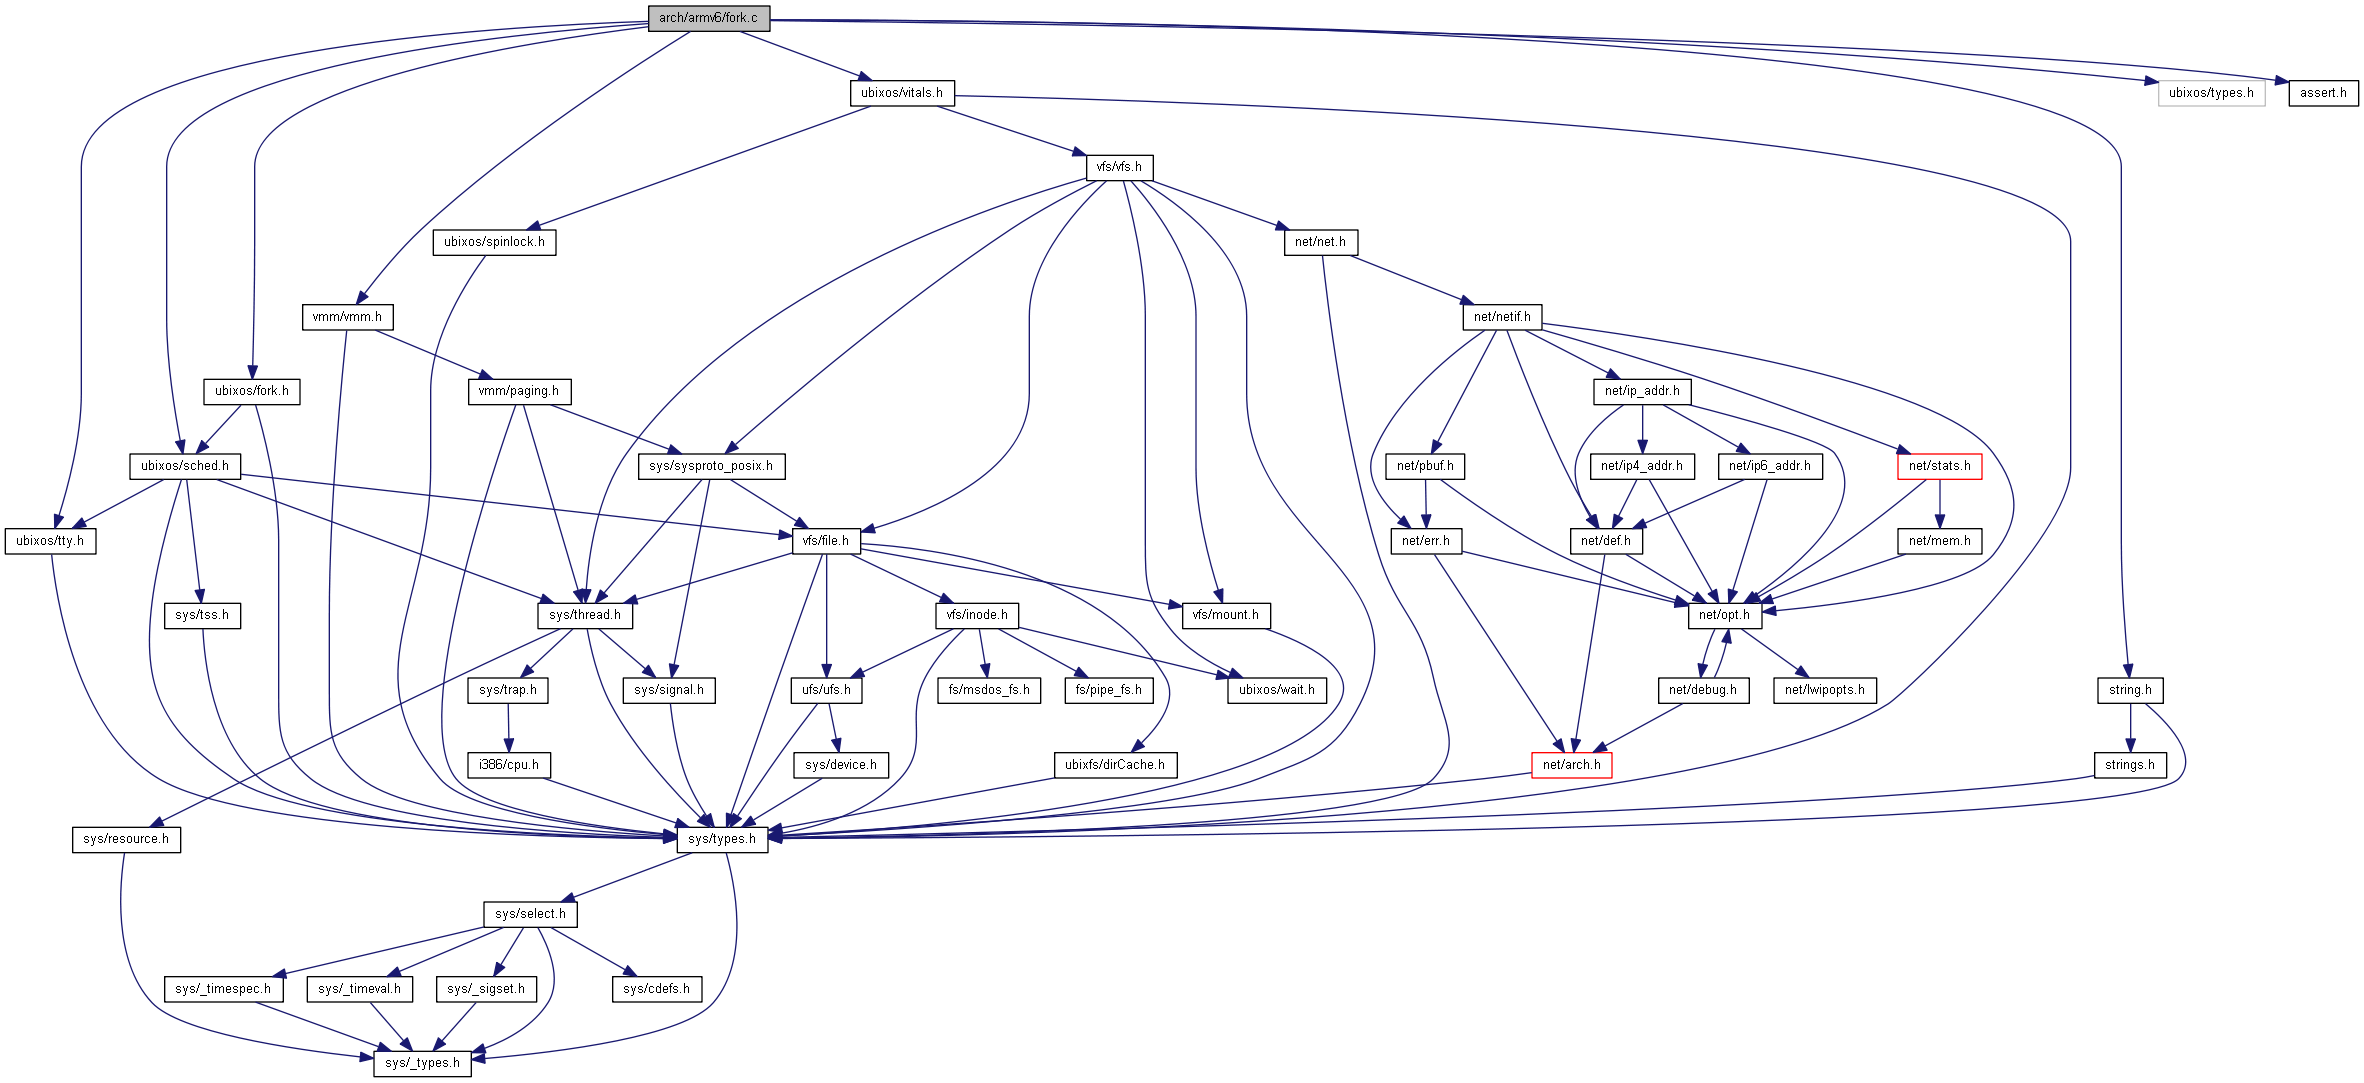 arch/armv6/fork.c
ubixos/vitals.h
ubixos/types.h
assert.h
vfs/vfs.h
ubixos/spinlock.h
net/net.h
vmm/vmm.h
net/netif.h
ubixos/fork.h
vmm/paging.h
net/ip_addr.h
ubixos/sched.h
sys/sysproto_posix.h
net/pbuf.h
net/ip4_addr.h
net/ip6_addr.h
net/stats.h
ubixos/tty.h
vfs/file.h
net/err.h
net/def.h
net/mem.h
sys/tss.h
sys/thread.h
vfs/inode.h
vfs/mount.h
net/opt.h
sys/trap.h
sys/signal.h
ufs/ufs.h
fs/msdos_fs.h
fs/pipe_fs.h
ubixos/wait.h
net/debug.h
net/lwipopts.h
string.h
i386/cpu.h
sys/device.h
ubixfs/dirCache.h
net/arch.h
strings.h
sys/resource.h
sys/types.h
sys/select.h
sys/_timespec.h
sys/_timeval.h
sys/_sigset.h
sys/cdefs.h
sys/_types.h